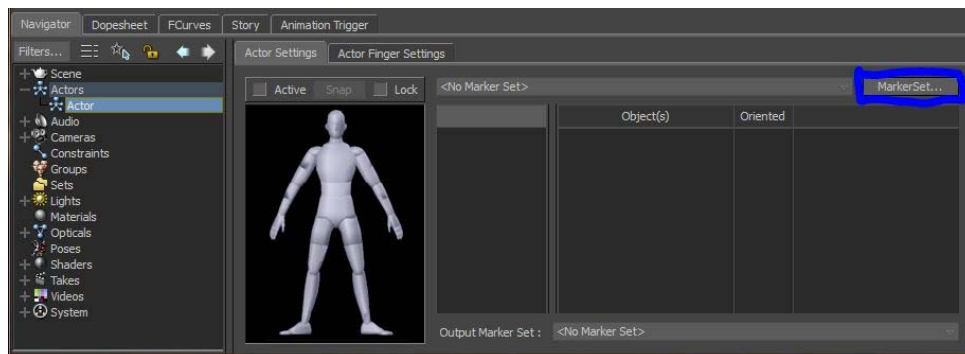 Navigator Dopesheet FCurves Story Animation Trigger
Filters... Actor Settings Actor Finger Settings
Scene
Actors
Actor
Audio
Cameras
Constraints
Groups
Sets
Lights
Materials
Opticals
Poses
Shaders
Takes
Videos
System
Active Snap Lock <No Marker Set> MarkerSet...
Object(s) Oriented
Output Marker Set : <No Marker Set>